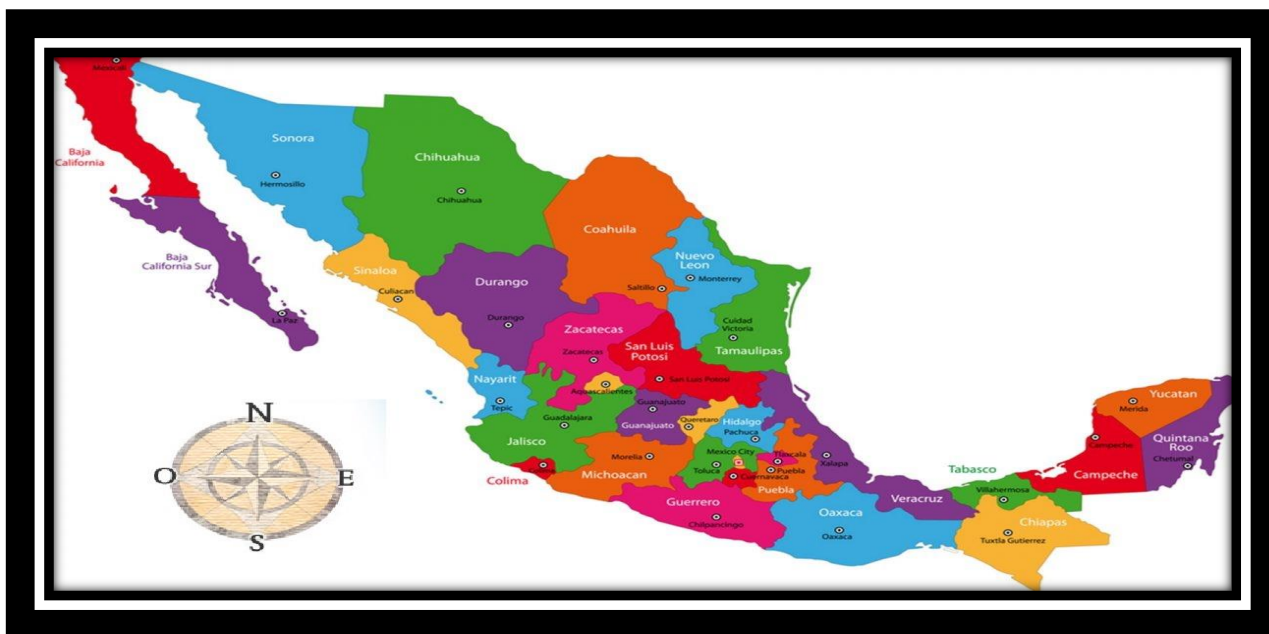 Mexicali
Baja
California
Sonora
Hermosillo
Chihuahua
Chihuahua
Coahuila
Saltillo
Nuevo
Leon
Monterrey
Baja
California Sur
La Paz
Sinaloa
Culiacan
Durango
Durango
Zacatecas
Zacatecas
San Luis
Potosi
San Luis Potosi
Cuidad
Victoria
Tamaulipas
Nayarit
Tepic
Aguascalientes
Guanajuato
Guanajuato
Queretaro
Hidalgo
Pachuca
Guadalajara
Jalisco
Colima
Colima
Morelia
Michoacan
Mexico City
Toluca
Cuernavaca
Tlaxcala
Puebla
Puebla
Xalapa
Veracruz
Guerrero
Chilpancingo
Oaxaca
Oaxaca
Tabasco
Villahermosa
Chiapas
Tuxtla Gutierrez
Campeche
Campeche
Yucatan
Merida
Quintana
Roo
Chetumal
N
O
E
S